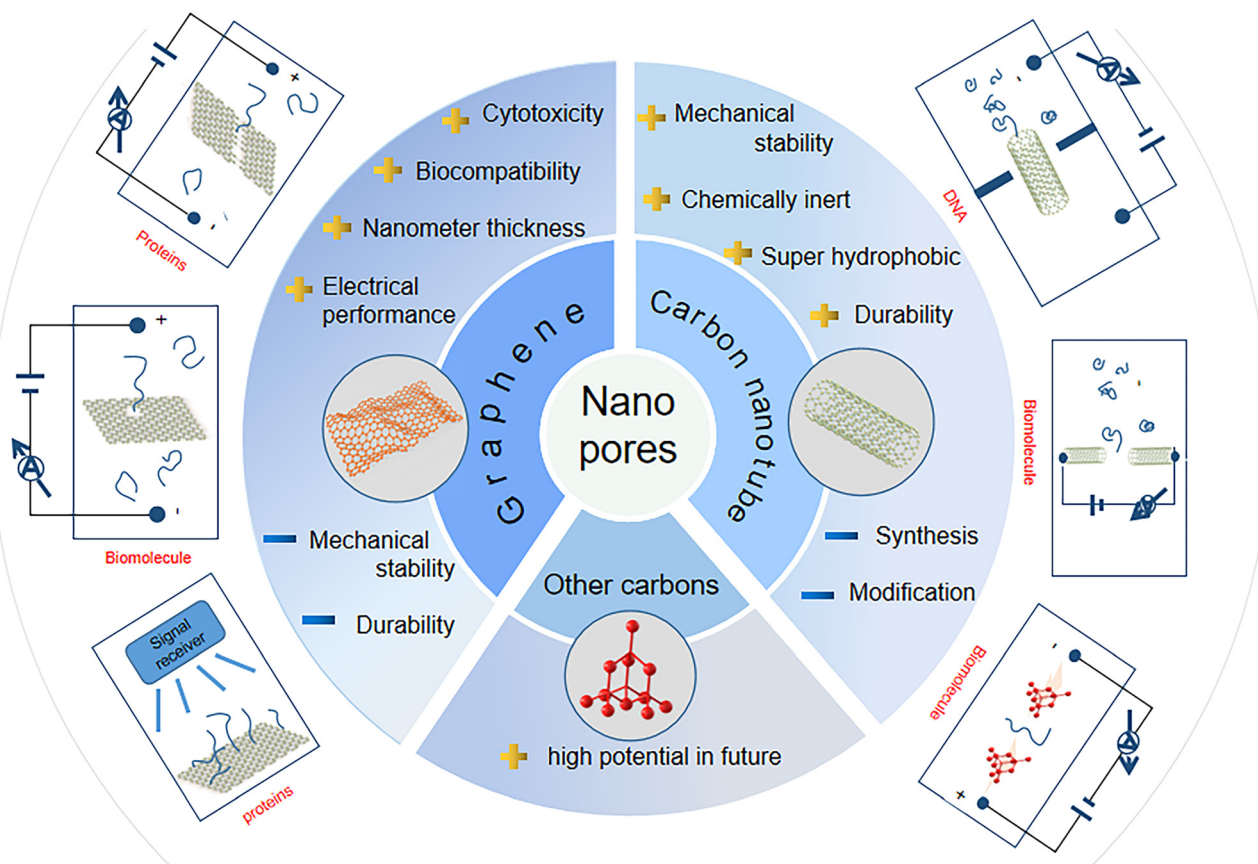 Nano
pores
Graphene
+ Cytotoxicity
+ Biocompatibility
+ Nanometer thickness
+ Electrical
performance
- Mechanical
stability
- Durability
Carbon nanotube
+ Mechanical
stability
+ Chemically inert
+ Super hydrophobic
+ Durability
- Synthesis
- Modification
Other carbons
+ high potential in future
+
A
-
Proteins
+
A
-
Biomolecule
Signal
receiver
proteins
-
A
DNA
-
A
Biomolecule
-
A
+
Biomolecule